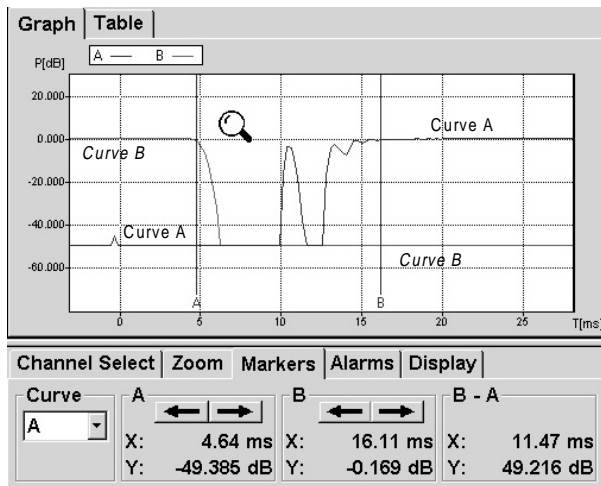 Graph Table
A — B —
P[dB]
20.000
0.000
-20.000
-40.000
-60.000
Curve B
Curve A
Curve A
Curve B
A B
0 5 10 15 20 25 T[ms]
Channel Select Zoom Markers Alarms Display
Curve A B B - A
A
X: 4.64 ms X: 16.11 ms X: 11.47 ms
Y: -49.385 dB Y: -0.169 dB Y: 49.216 dB